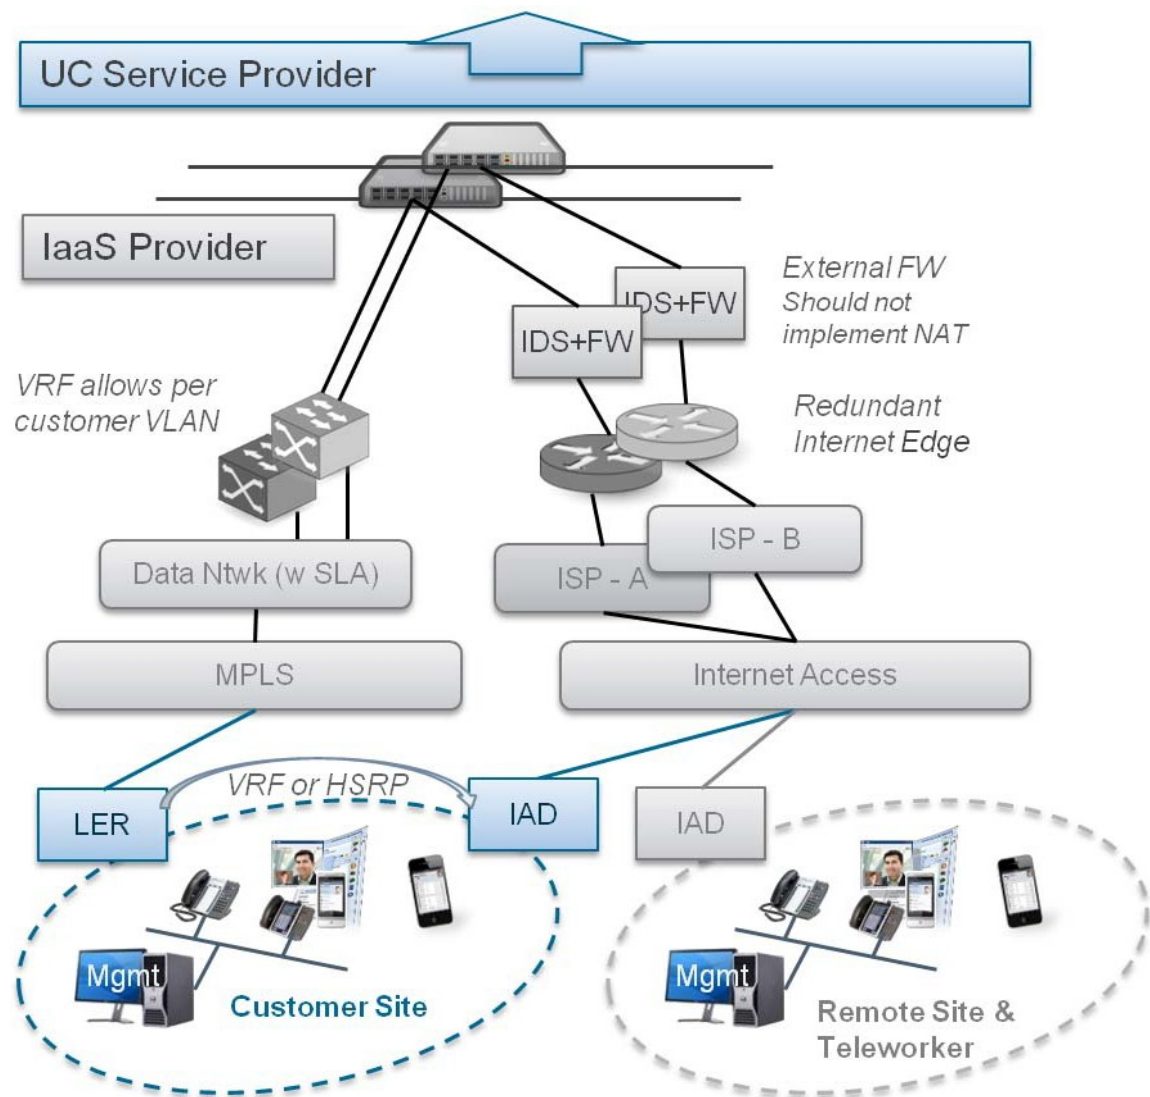 UC Service Provider
IaaS Provider
External FW
Should not
implement NAT
IDS+FW
IDS+FW
VRF allows per
customer VLAN
Redundant
Internet Edge
ISP - B
Data Ntwk (w SLA)
ISP - A
MPLS
Internet Access
VRF or HSRP
LER
IAD
IAD
Mgmt
Customer Site
Mgmt
Remote Site &
Teleworker